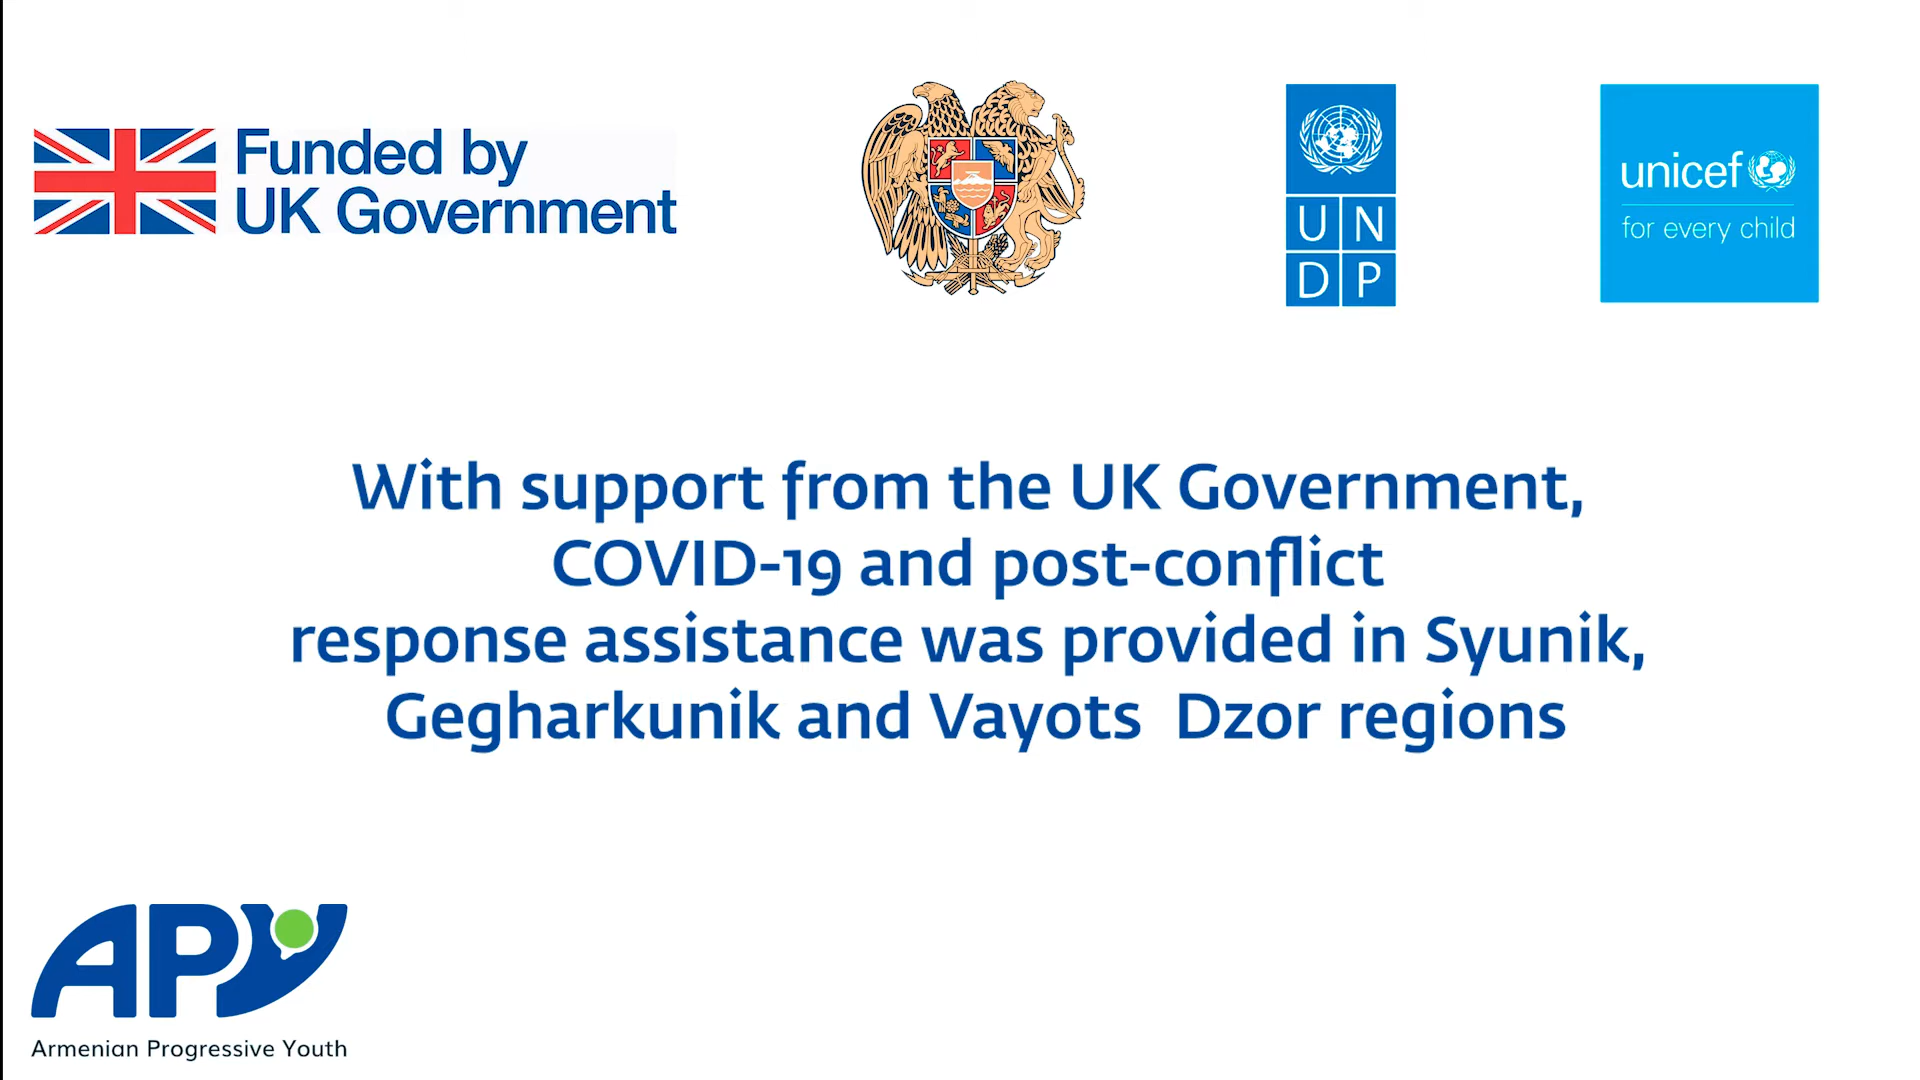 Funded by
UK Government
U N
D P
unicef
for every child
With support from the UK Government,
COVID-19 and post-conflict
response assistance was provided in Syunik,
Gegharkunik and Vayots  Dzor regions
APY
Armenian Progressive Youth